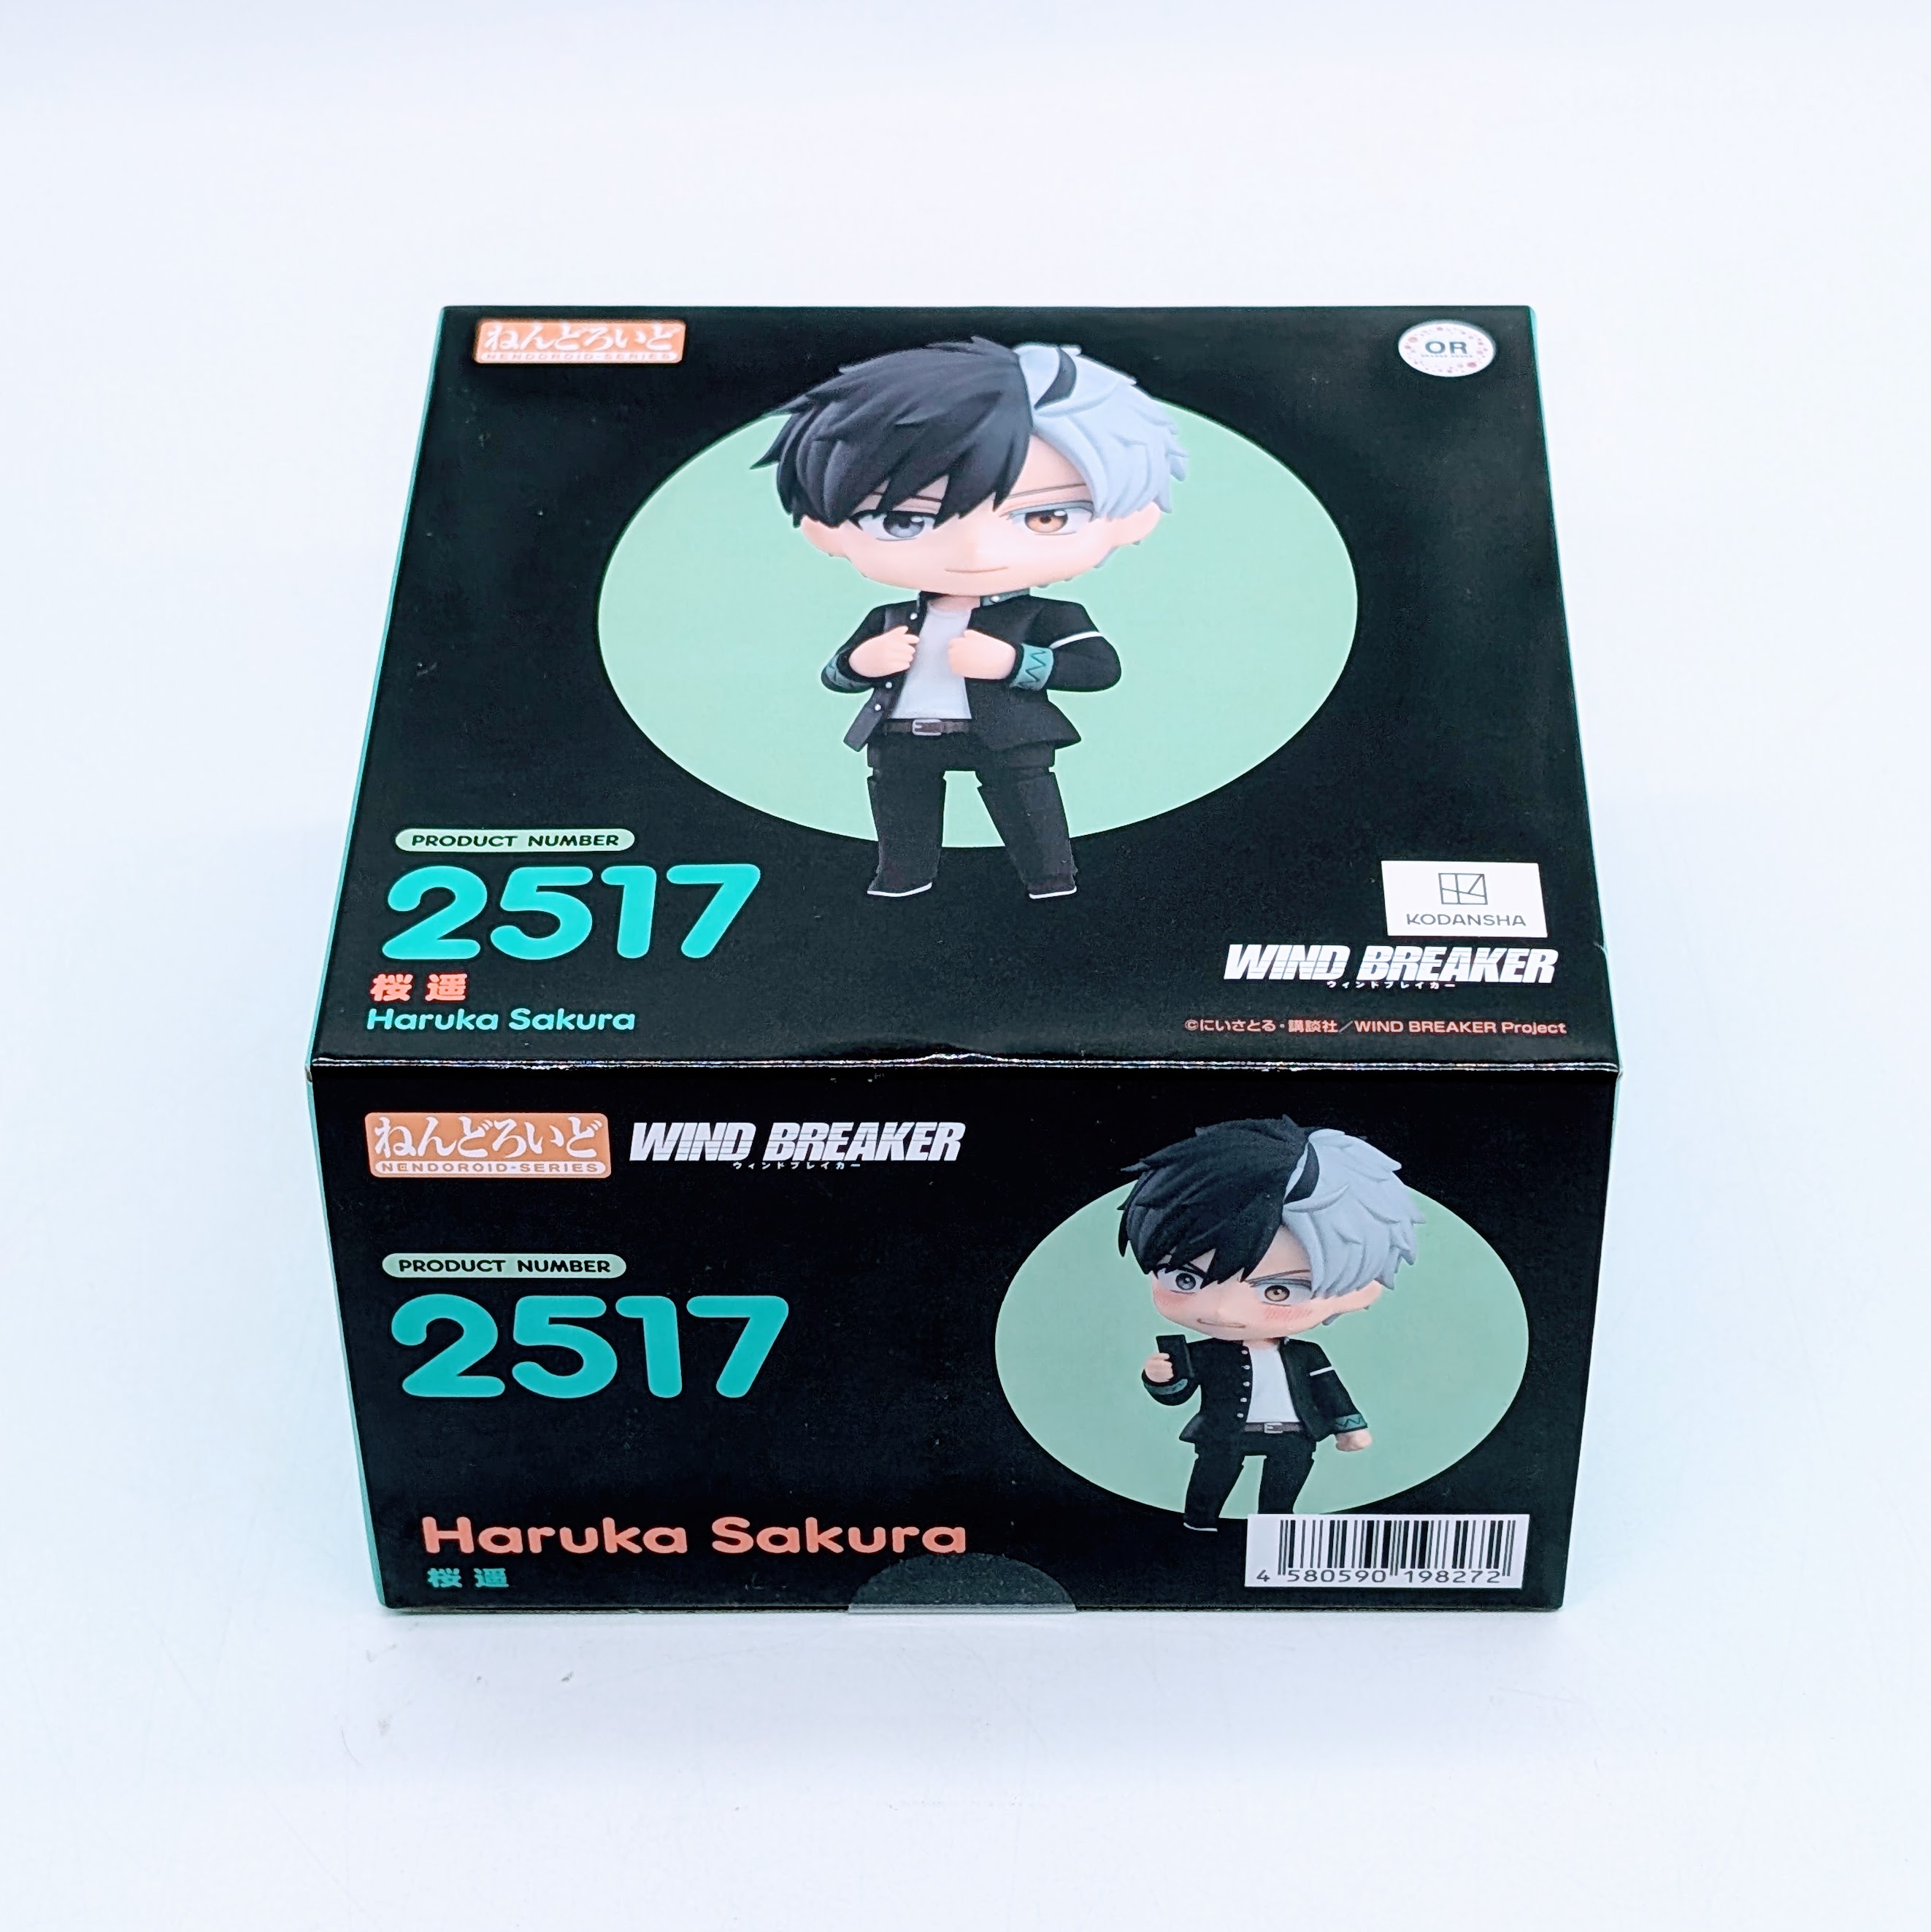 ねんどろいど
NENDOROID-SERIES
OR
PRODUCT NUMBER
2517
桜 遥
Haruka Sakura
KODANSHA
WIND BREAKER
ウィンドブレイカー
©にいさとる・講談社／WIND BREAKER Project
ねんどろいど
NENDOROID-SERIES
WIND BREAKER
ウィンドブレイカー
PRODUCT NUMBER
2517
Haruka Sakura
桜 遥
4 580590 198272